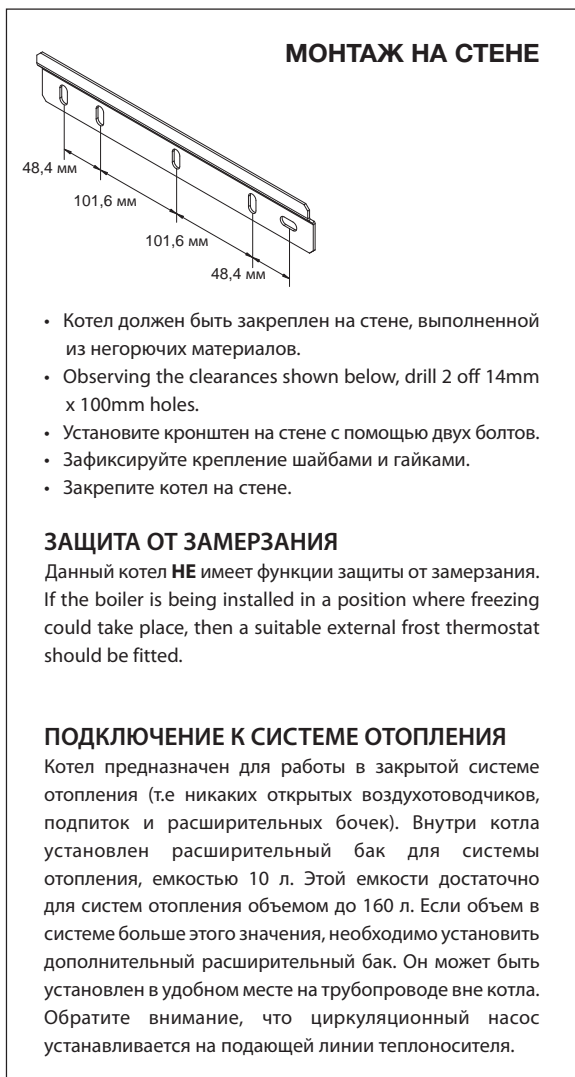 МОНТАЖ НА СТЕНЕ
48,4 мм
101,6 мм
101,6 мм
48,4 мм
• Котел должен быть закреплен на стене, выполненной
из негорючих материалов.
• Observing the clearances shown below, drill 2 off 14mm
x 100mm holes.
• Установите кронштен на стене с помощью двух болтов.
• Зафиксируйте крепление шайбами и гайками.
• Закрепите котел на стене.
ЗАЩИТА ОТ ЗАМЕРЗАНИЯ
Данный котел НЕ имеет функции защиты от замерзания.
If the boiler is being installed in a position where freezing
could take place, then a suitable external frost thermostat
should be fitted.
ПОДКЛЮЧЕНИЕ К СИСТЕМЕ ОТОПЛЕНИЯ
Котел предназначен для работы в закрытой системе
отопления (т.е никаких открытых воздухотоводчиков,
подпиток и расширительных бочек). Внутри котла
установлен расширительный бак для системы
отопления, емкостью 10 л. Этой емкости достаточно
для систем отопления объемом до 160 л. Если объем в
системе больше этого значения, необходимо установить
дополнительный расширительный бак. Он может быть
установлен в удобном месте на трубопроводе вне котла.
Обратите внимание, что циркуляционный насос
устанавливается на подающей линии теплоносителя.